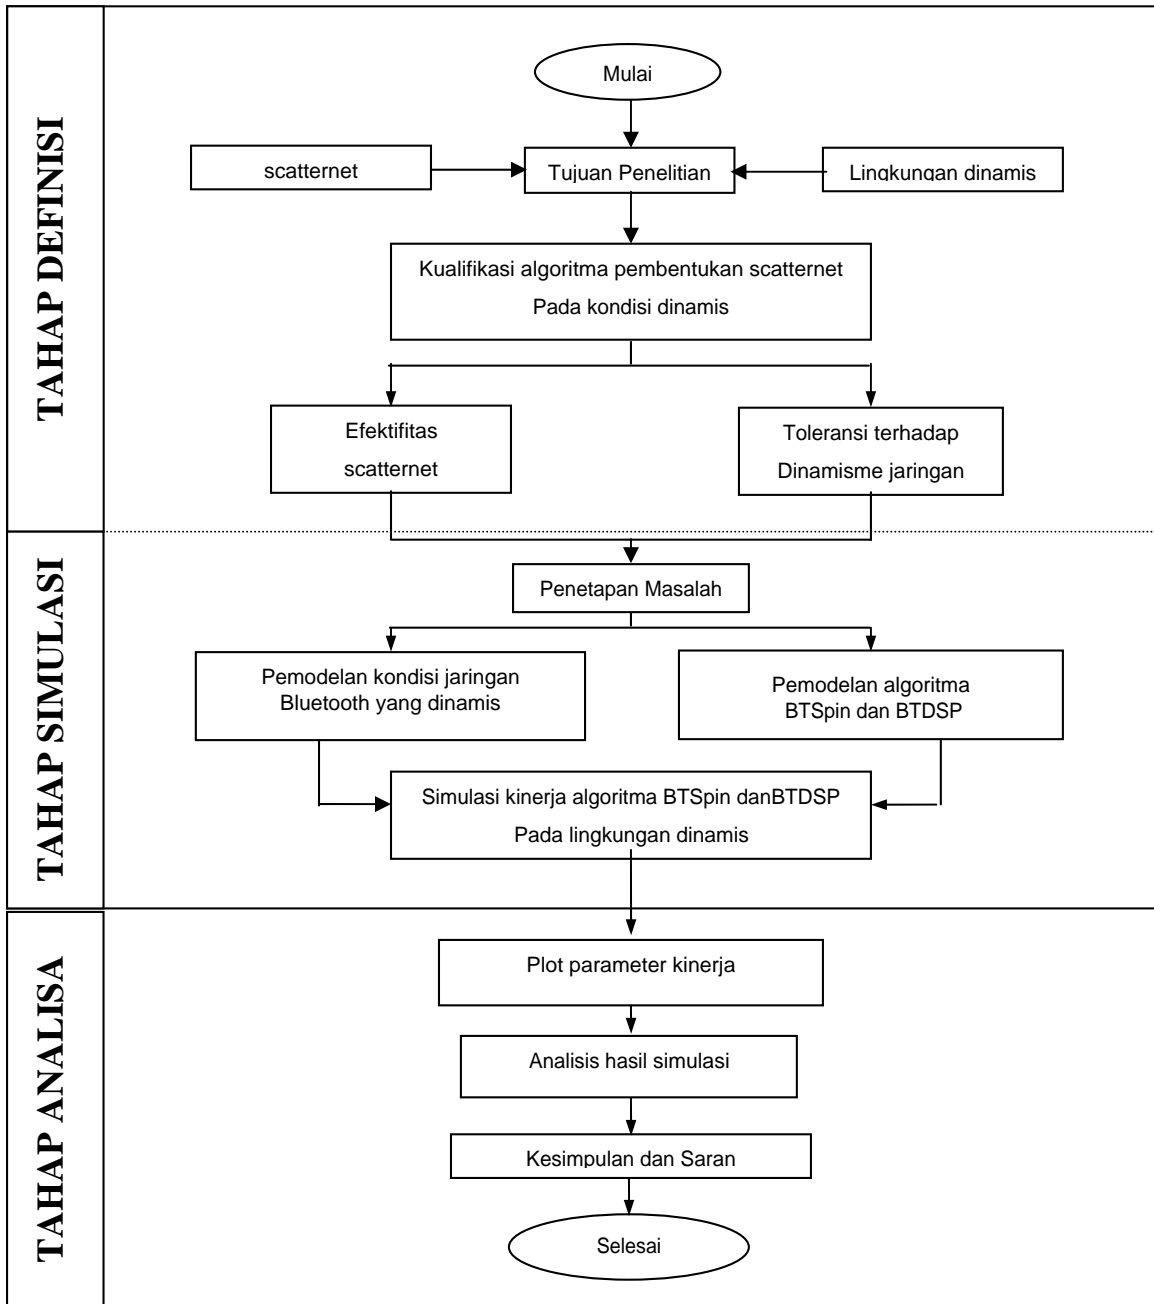 TAHAP DEFINISI
Mulai
scatternet
Tujuan Penelitian
Lingkungan dinamis
Kualifikasi algoritma pembentukan scatternet
Pada kondisi dinamis
Efektifitas
scatternet
Toleransi terhadap
Dinamisme jaringan
TAHAP SIMULASI
Penetapan Masalah
Pemodelan kondisi jaringan
Bluetooth yang dinamis
Pemodelan algoritma
BTSpin dan BTDSP
Simulasi kinerja algoritma BTSpin danBTDSP
Pada lingkungan dinamis
TAHAP ANALISA
Plot parameter kinerja
Analisis hasil simulasi
Kesimpulan dan Saran
Selesai